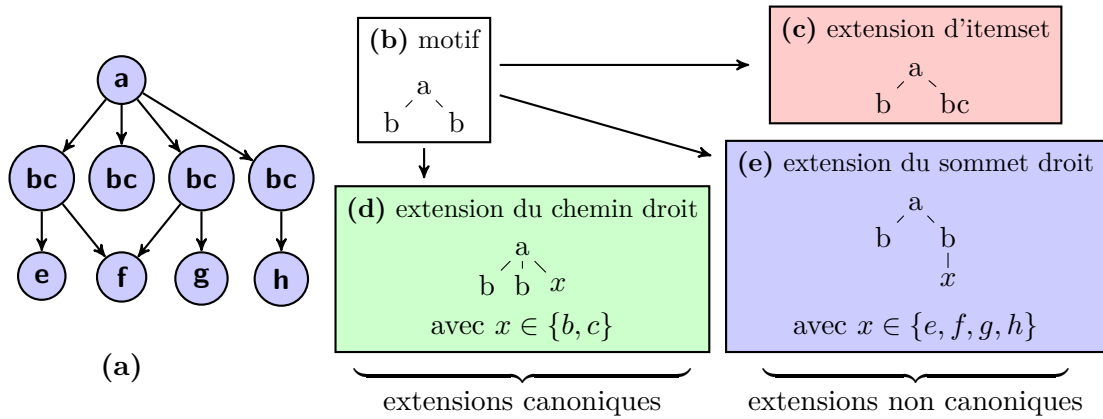 a
bc bc bc bc
e f g h
(a)
(b) motif
a
b b
(c) extension d'itemset
a
b bc
(d) extension du chemin droit
a
b b x
avec x ∈ {b, c}
(e) extension du sommet droit
a
b b
x
avec x ∈ {e, f, g, h}
extensions canoniques
extensions non canoniques